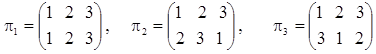 π₁ = (1 2 3
1 2 3), π₂ = (1 2 3
2 3 1), π₃ = (1 2 3
3 1 2)